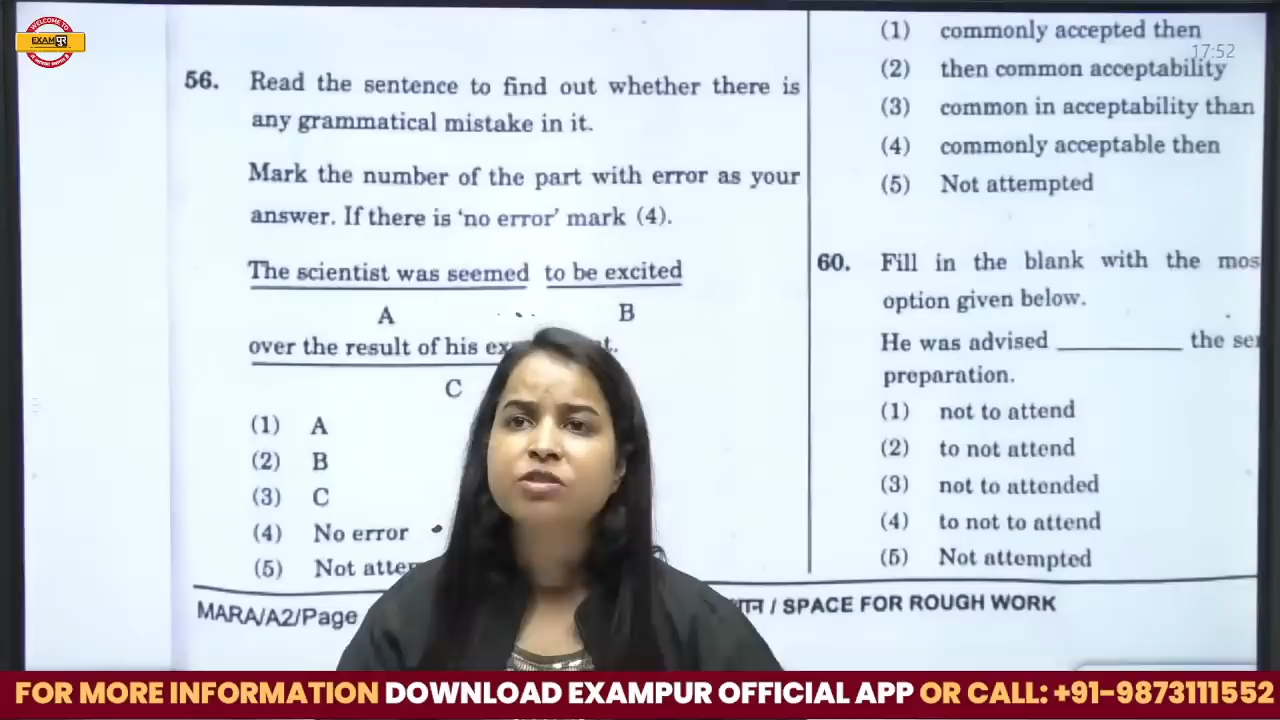 WELCOME TO
EXAMपुर
17:52
56. Read the sentence to find out whether there is
any grammatical mistake in it.
Mark the number of the part with error as your
answer. If there is 'no error' mark (4).
The scientist was seemed to be excited
A B
over the result of his
C
(1) A
(2) B
(3) C
(4) No error
(5) Not
MARA/A2/Page
(1) commonly accepted then
(2) then common acceptability
(3) common in acceptability than
(4) commonly acceptable then
(5) Not attempted
60. Fill in the blank with the
option given below.
He was advised __________ the
preparation.
(1) not to attend
(2) to not attend
(3) not to attended
(4) to not to attend
(5) Not attempted
/ SPACE FOR ROUGH WORK
FOR MORE INFORMATION DOWNLOAD EXAMPUR OFFICIAL APP OR CALL: +91-9873111552